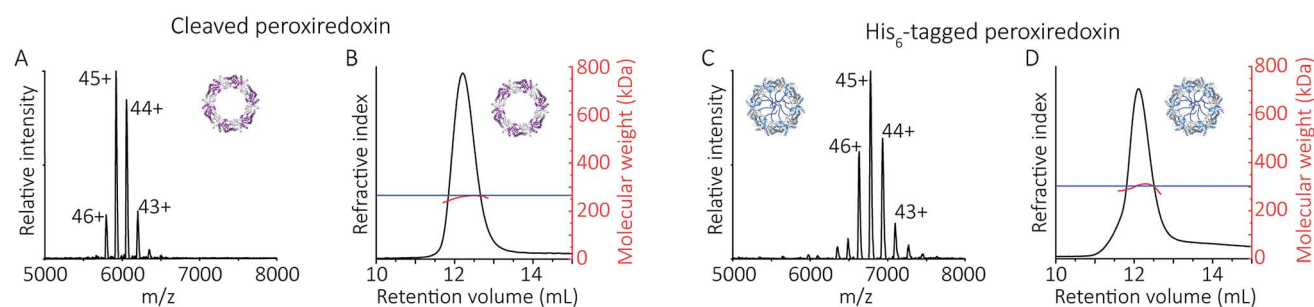 Cleaved peroxiredoxin
His6-tagged peroxiredoxin
A
45+
44+
46+
43+
Relative intensity
5000 6000 7000 8000
m/z
B
800
600
400
200
0
Refractive index
Molecular weight (kDa)
10 12 14
Retention volume (mL)
C
45+
44+
46+
43+
Relative intensity
5000 6000 7000 8000
m/z
D
800
600
400
200
0
Refractive index
Molecular weight (kDa)
10 12 14
Retention volume (mL)